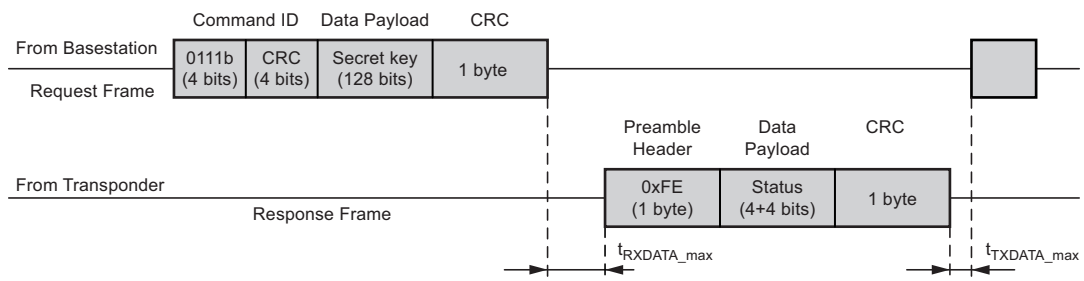 Command ID
Data Payload
CRC
From Basestation
0111b
(4 bits)
CRC
(4 bits)
Secret key
(128 bits)
1 byte
Request Frame
Preamble
Header
Data
Payload
CRC
From Transponder
0xFE
(1 byte)
Status
(4+4 bits)
1 byte
Response Frame
tRXDATA_max
tTXDATA_max